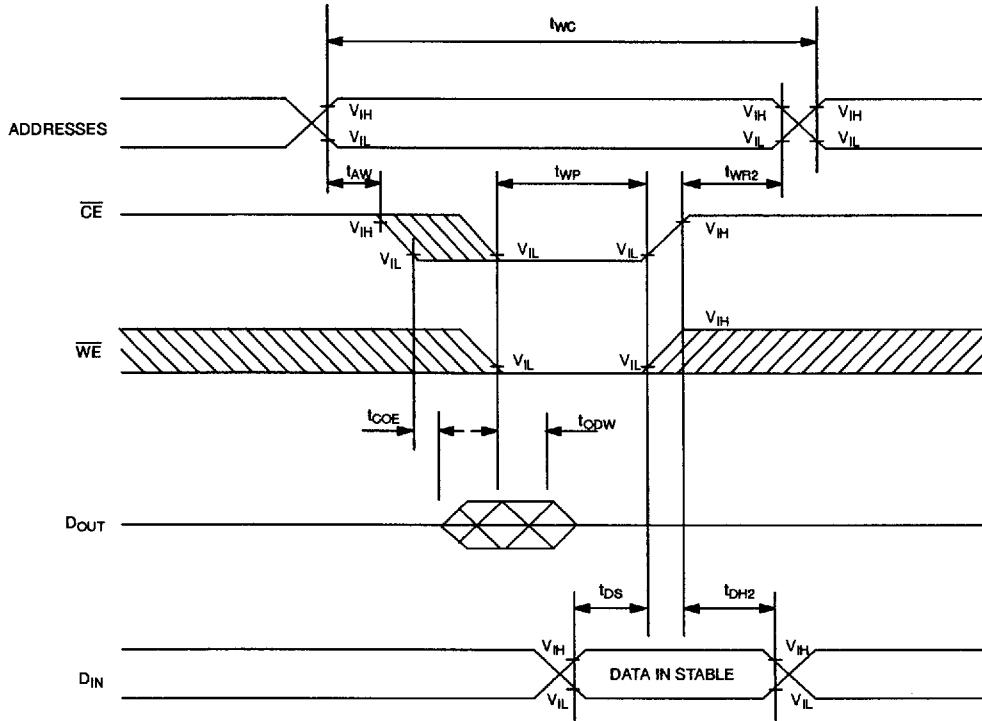 tWC
ADDRESSES
VIH VIH VIH
VIL VIL VIL
tAW tWP tWR2
CE
VIH VIH
VIL VIL VIL
VIH
WE
VIL VIL
tCOE tODW
DOUT
tDS tDH2
VIH VIH
DIN DATA IN STABLE
VIL VIL